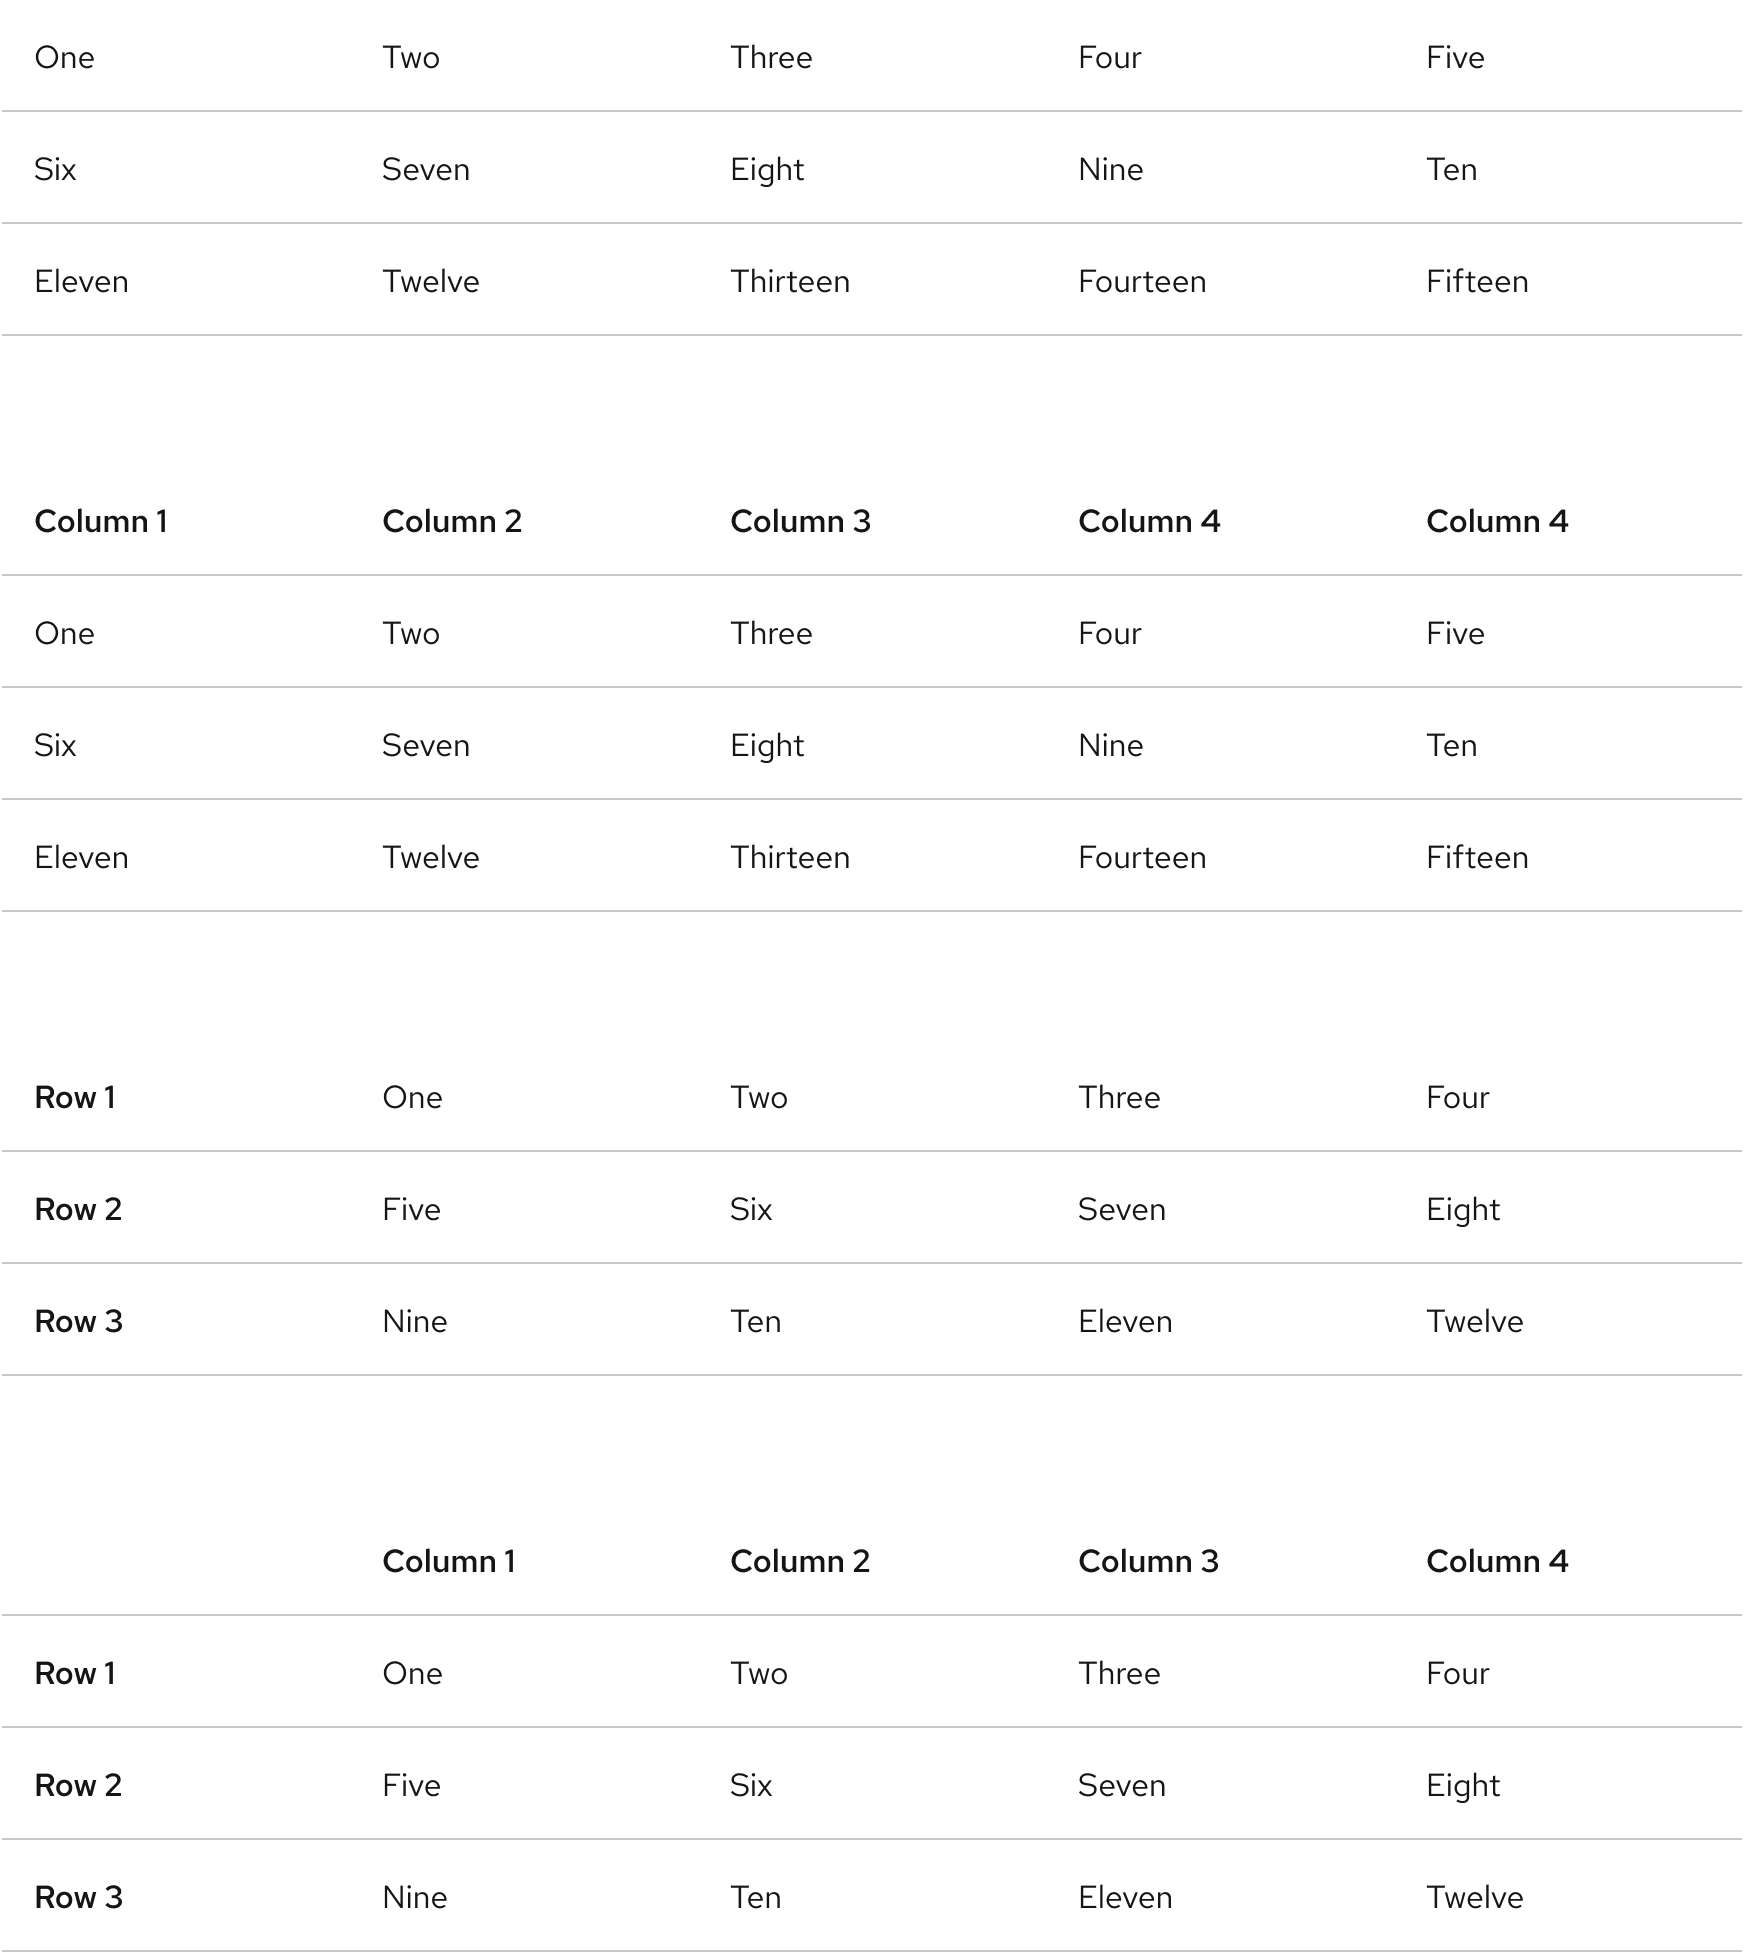 One Two Three Four Five
Six Seven Eight Nine Ten
Eleven Twelve Thirteen Fourteen Fifteen
Column 1 Column 2 Column 3 Column 4 Column 4
One Two Three Four Five
Six Seven Eight Nine Ten
Eleven Twelve Thirteen Fourteen Fifteen
Row 1 One Two Three Four
Row 2 Five Six Seven Eight
Row 3 Nine Ten Eleven Twelve
Column 1 Column 2 Column 3 Column 4
Row 1 One Two Three Four
Row 2 Five Six Seven Eight
Row 3 Nine Ten Eleven Twelve